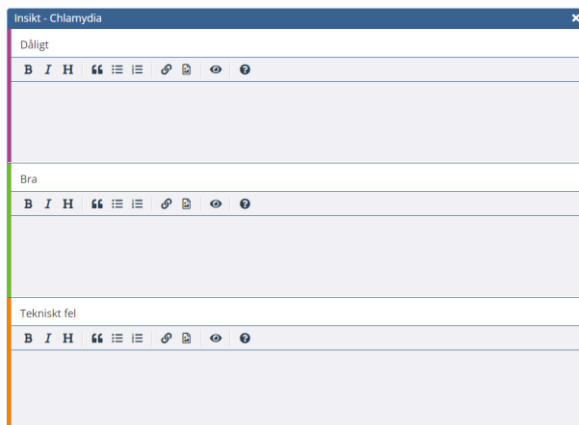 Insikt - Chlamydia
Dåligt
B I H
Bra
B I H
Tekniskt fel
B I H